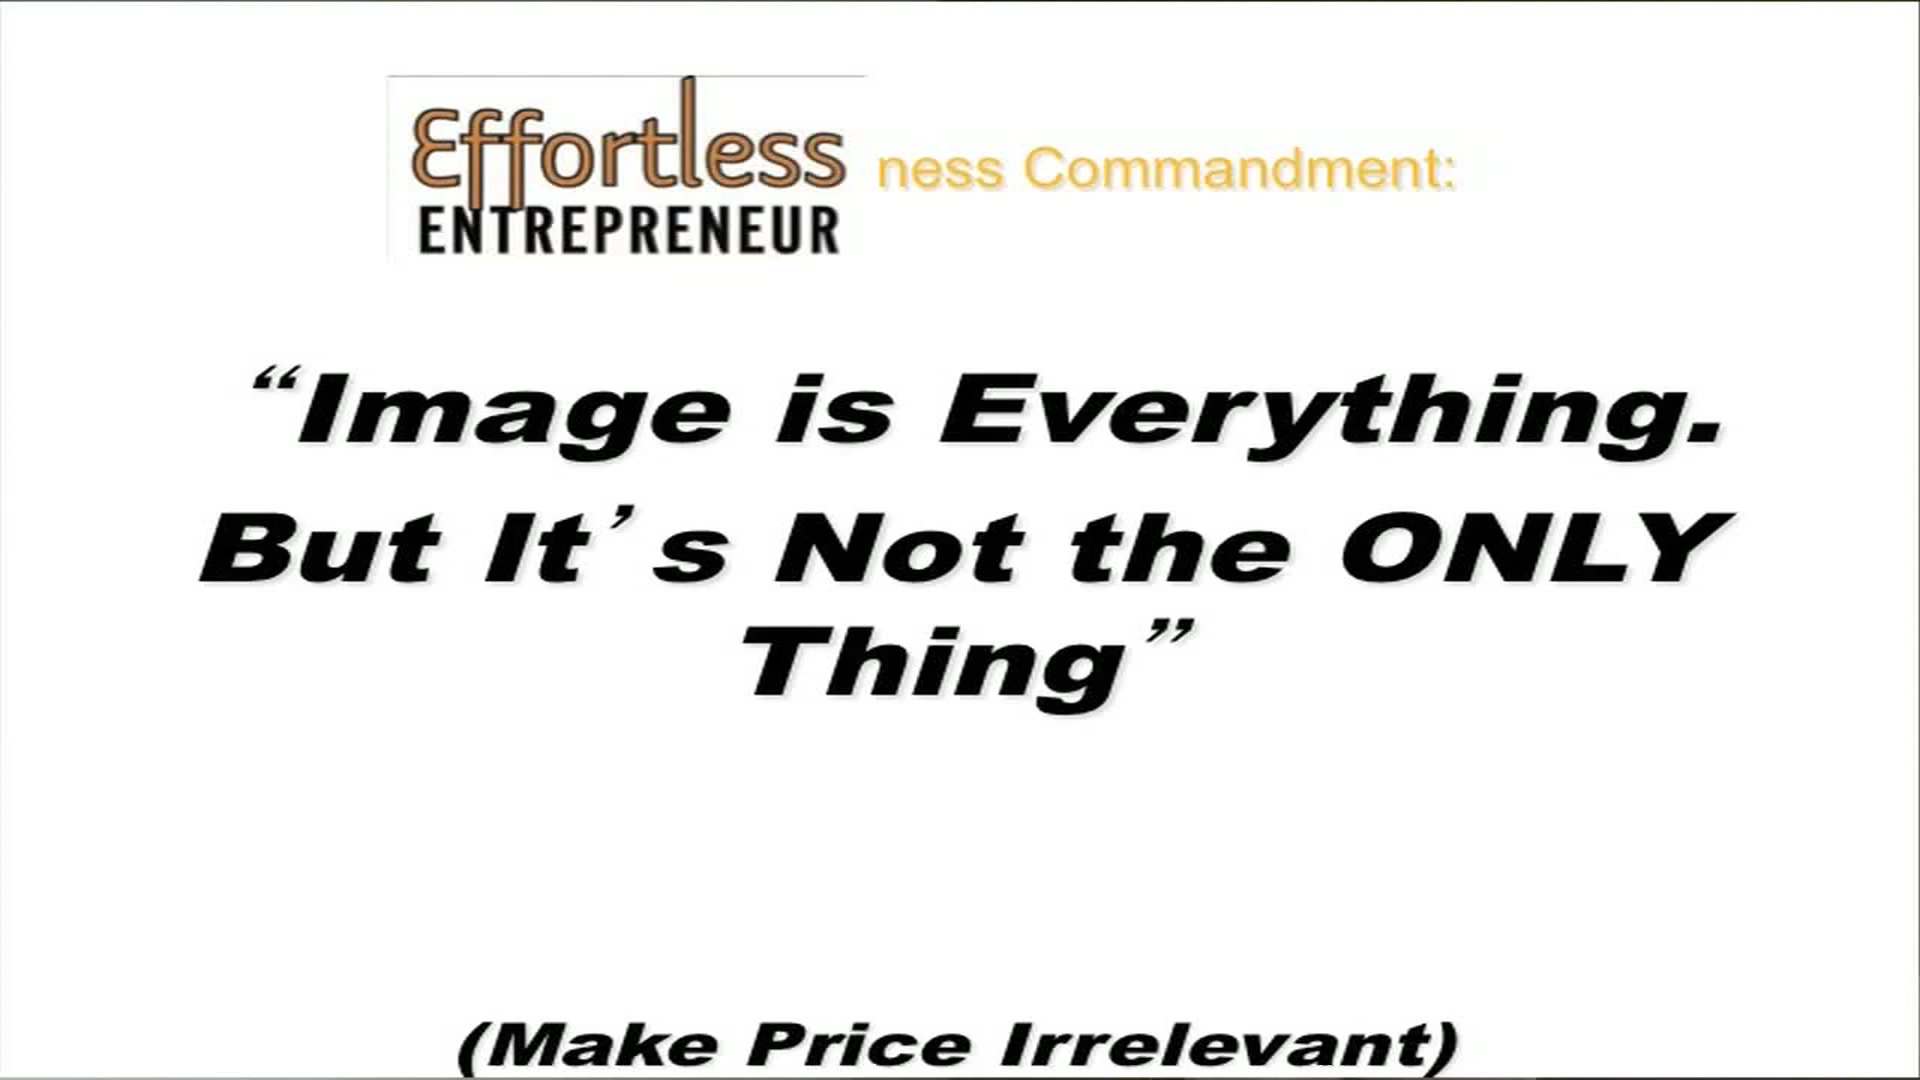 Effortless
ENTREPRENEUR
ness Commandment:
“Image is Everything.
But It’s Not the ONLY
Thing”
(Make Price Irrelevant)